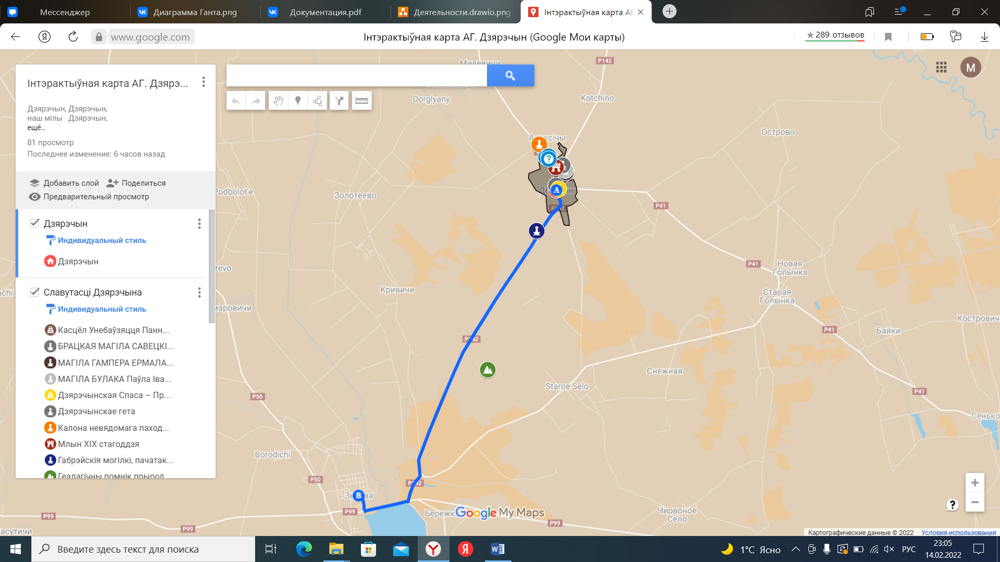 Мессенджер
Диаграмма Ганта.png
Документация.pdf
Деятельности.drawio.png
Інтэрактыўная карта АГ
www.google.com
Інтэрактыўная карта АГ. Дзярэчын (Google Мои карты)
289 отзывов
Інтэрактыўная карта АГ. Дзярэ...
Дзярэчын, Дзярэчын,
наш мілы Дзярэчын,
ещё...
81 просмотр
Последнее изменение: 6 часов назад
Добавить слой
Поделиться
Предварительный просмотр
Дзярэчын
Индивидуальный стиль
Дзярэчын
Славутасці Дзярэчына
Индивидуальный стиль
Касцёл Унебаўзяцця Панн...
БРАЦКАЯ МАГІЛА САВЕЦКІ...
МАГІЛА ГАМПЕРА ЕРМАЛА...
МАГІЛА БУЛАКА Паўла Іва...
Дзярэчынская Спаса – Пр...
Дзярэчынскае гета
Калона невядомага паход...
Млын XIX стагоддзя
Габрэйскія могілкі, пачатак...
Геалагічны помнік прырод
M
Милевичи
P142
Dorglyany
Kotchino
Острово
Podbolot'e
Золотеово
A
P41
P41
Новая
Голынка
zevo
Кривичи
Старая
Голынка
маровичи
Костровичи
P41
Байки
P142
Снежная
Staroe Selo
P50
P41
Сенько
Borodichi
P50
P142
B
P99
P99
Бережк
Google My Maps
P99
Чирвоное
Село
P99
асутичи
Картографические данные © 2022
Условия использования
Введите здесь текст для поиска
1°C Ясно
РУС
23:05
14.02.2022